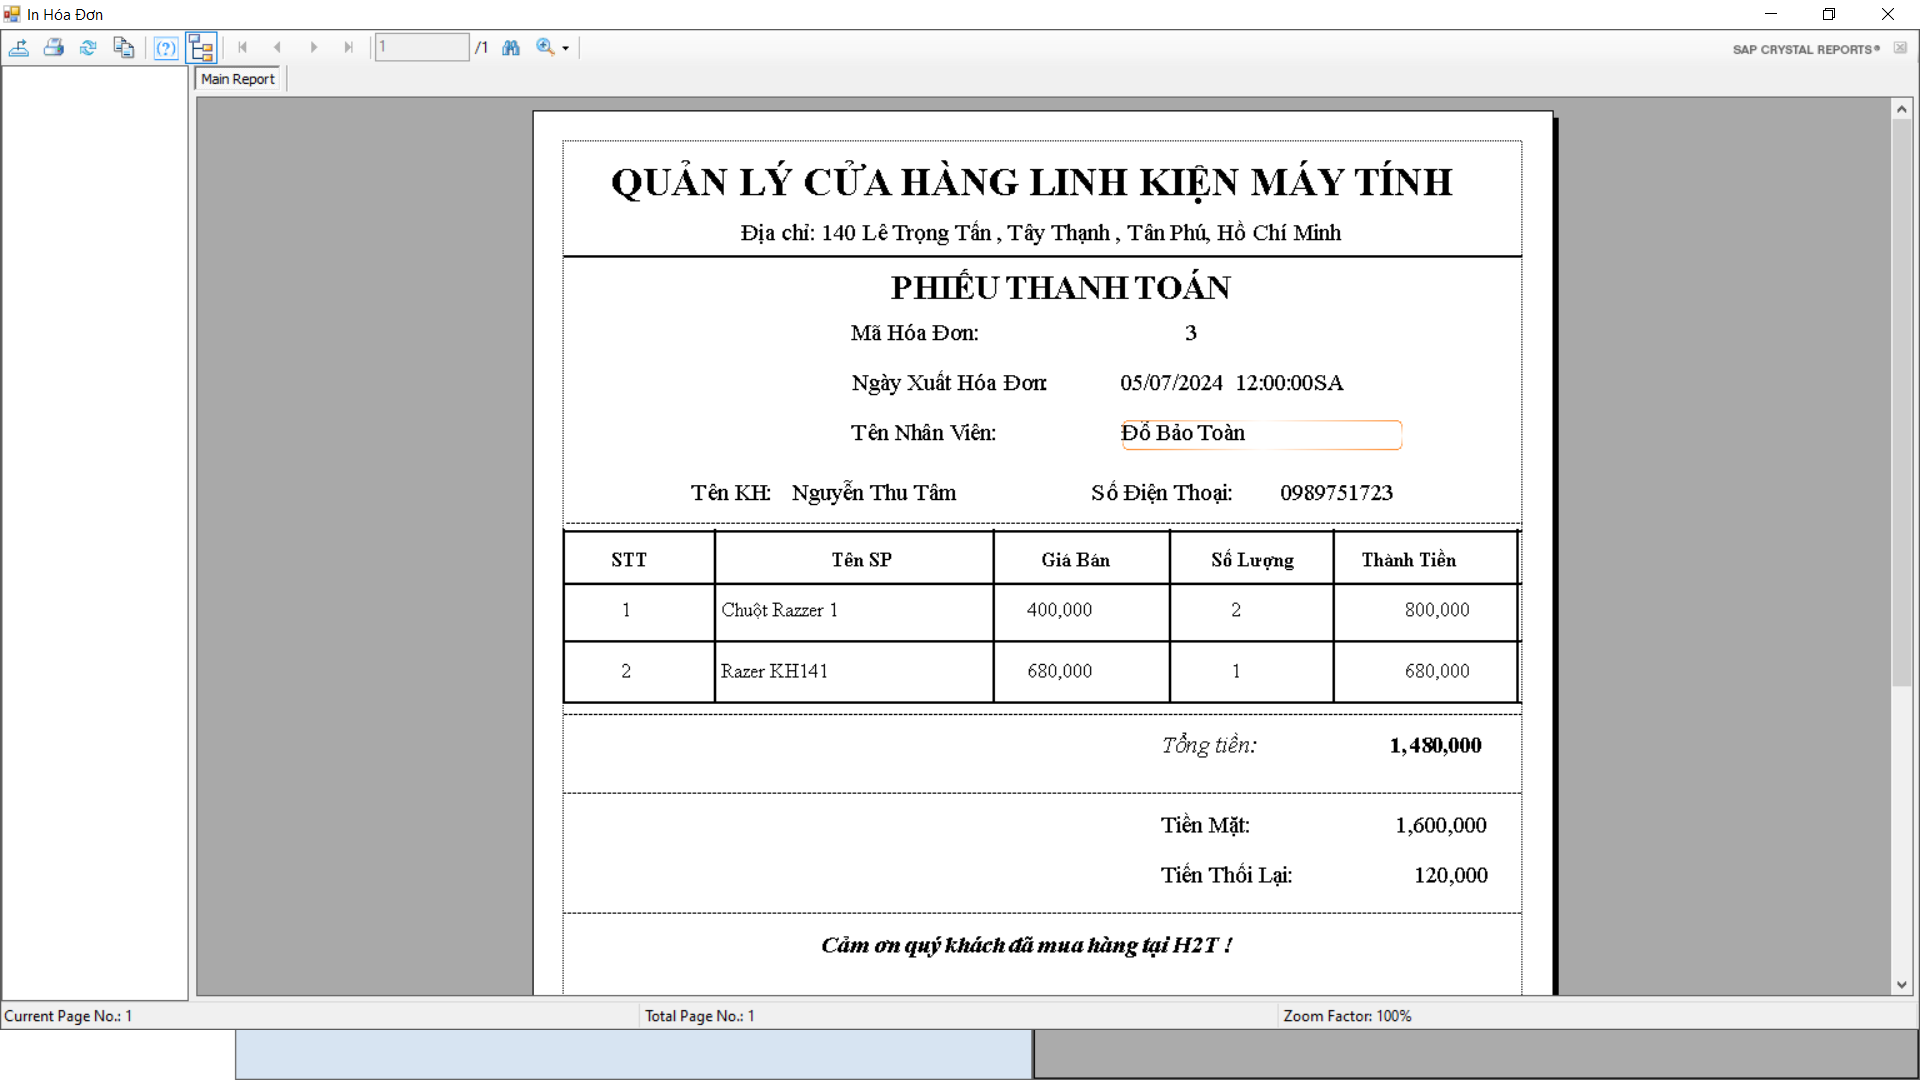 In Hóa Đơn
1 /1
SAP CRYSTAL REPORTS®
Main Report
QUẢN LÝ CỬA HÀNG LINH KIỆN MÁY TÍNH
Địa chỉ: 140 Lê Trọng Tấn , Tây Thạnh , Tân Phú, Hồ Chí Minh
PHIẾU THANH TOÁN
Mã Hóa Đơn: 3
Ngày Xuất Hóa Đơn: 05/07/2024 12:00:00SA
Tên Nhân Viên: Đỗ Bảo Toàn
Tên KH: Nguyễn Thu Tâm Số Điện Thoại: 0989751723
STT Tên SP Giá Bán Số Lượng Thành Tiền
1 Chuột Razzer 1 400,000 2 800,000
2 Razer KH141 680,000 1 680,000
Tổng tiền: 1,480,000
Tiền Mặt: 1,600,000
Tiến Thối Lại: 120,000
Cảm ơn quý khách đã mua hàng tại H2T !
Current Page No.: 1 Total Page No.: 1 Zoom Factor: 100%